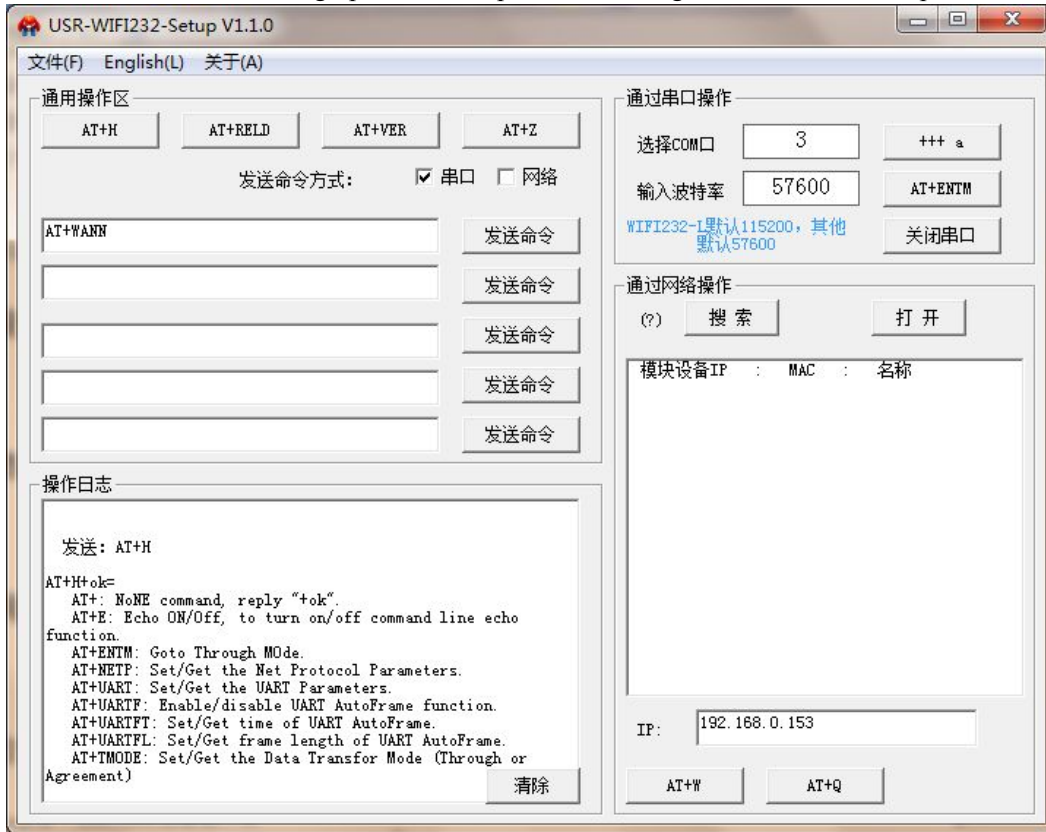 USR-WIFI232-Setup V1.1.0
文件(F) English(L) 关于(A)
通用操作区
AT+H AT+RELD AT+VER AT+Z
发送命令方式: 串口 网络
AT+WANN 发送命令
发送命令
发送命令
发送命令
发送命令
操作日志
发送: AT+H
AT+H+ok=
AT+: NoNE command, reply "+ok".
AT+E: Echo ON/Off, to turn on/off command line echo
function.
AT+ENTM: Goto Through MOde.
AT+NETP: Set/Get the Net Protocol Parameters.
AT+UART: Set/Get the UART Parameters.
AT+UARTF: Enable/disable UART AutoFrame function.
AT+UARTFT: Set/Get time of UART AutoFrame.
AT+UARTFL: Set/Get frame length of UART AutoFrame.
AT+TMODE: Set/Get the Data Transfor Mode (Through or
Agreement)
清除
通过串口操作
选择COM口 3 +++ a
输入波特率 57600 AT+ENTM
WIFI232-L默认115200，其他
默认57600
关闭串口
通过网络操作
(?) 搜 索 打 开
模块设备IP : MAC : 名称
IP: 192.168.0.153
AT+W AT+Q